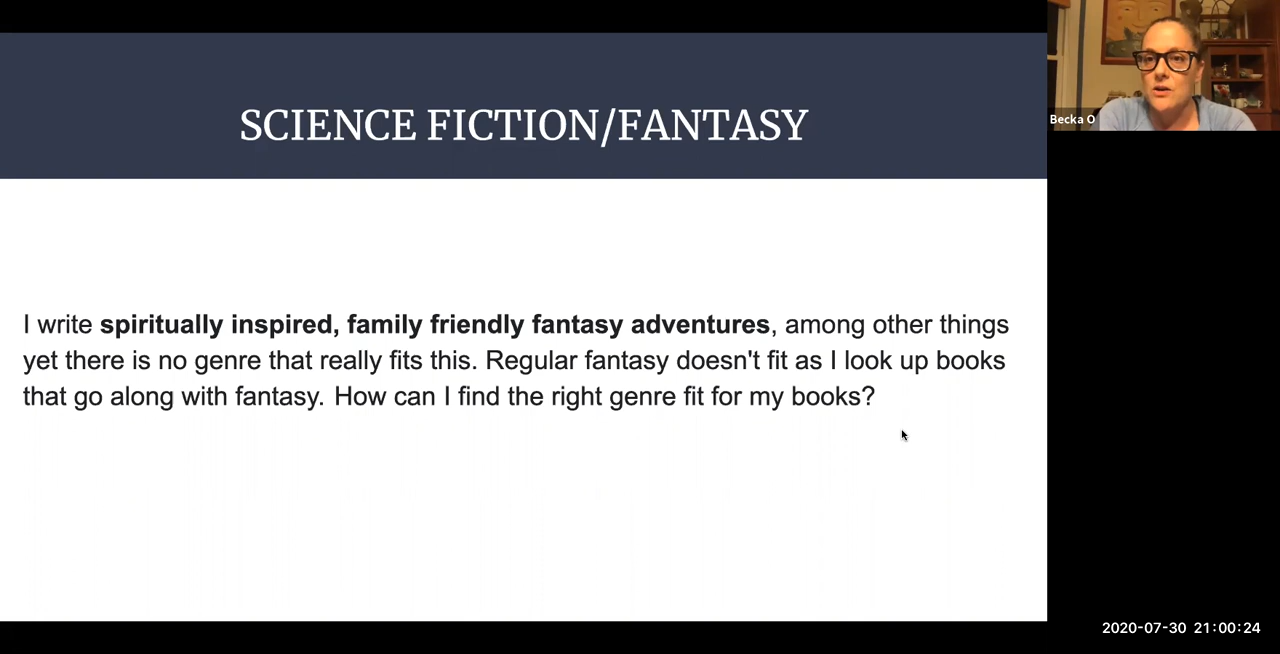 SCIENCE FICTION/FANTASY
Becka O
I write spiritually inspired, family friendly fantasy adventures, among other things
yet there is no genre that really fits this. Regular fantasy doesn't fit as I look up books
that go along with fantasy. How can I find the right genre fit for my books?
2020-07-30 21:00:24